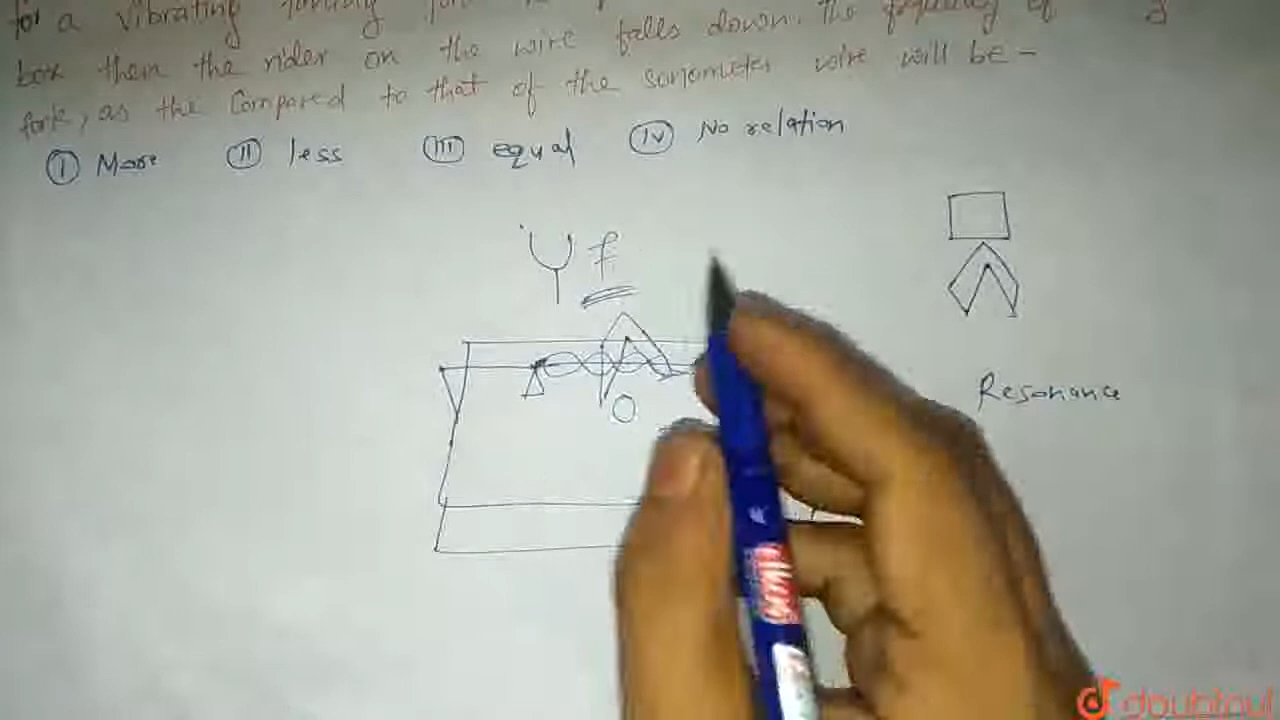 for a vibrating
box then the rider on the wire falls down. the frequency of
fork, as the Compared to that of the sonometer wire will be -
I More II less III equal IV No relation
f
Resonance
doubtnut